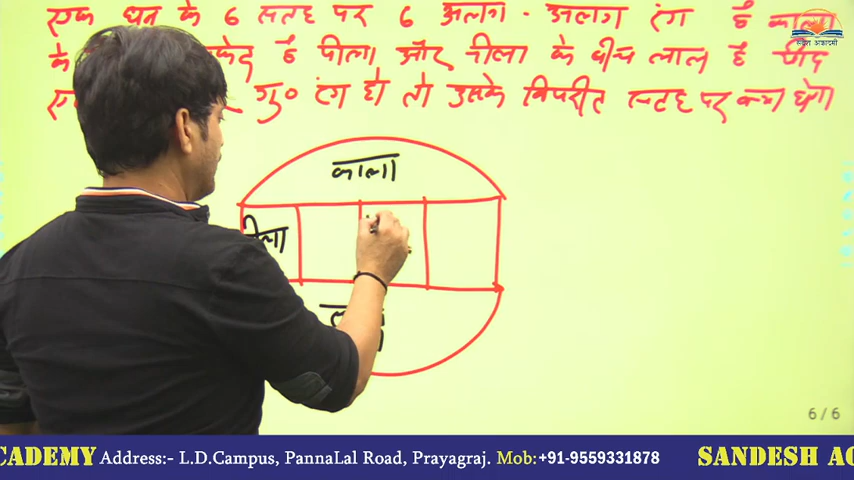 एक घन के 6 सतह पर 6 अलग - अलग रंग है काला
के है पीला और नीला के बीच लाल है यदि
गु० रंग हो तो उसके विपरीत सतह पर क्या होगा
काला
6 / 6
CADEMY Address:- L.D.Campus, PannaLal Road, Prayagraj. Mob:+91-9559331878 SANDESH AC